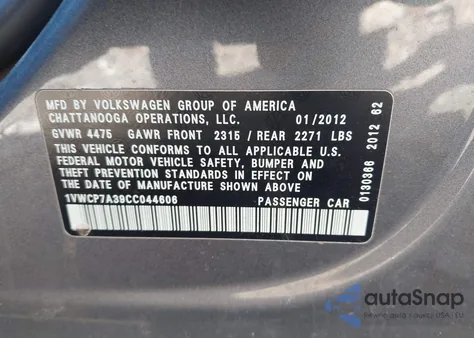 MFD BY VOLKSWAGEN GROUP OF AMERICA
CHATTANOOGA OPERATIONS, LLC. 01/2012
GVWR 4475 GAWR FRONT 2315 / REAR 2271 LBS
THIS VEHICLE CONFORMS TO ALL APPLICABLE U.S.
FEDERAL MOTOR VEHICLE SAFETY, BUMPER AND
THEFT PREVENTION STANDARDS IN EFFECT ON THE
DATE OF MANUFACTURE SHOWN ABOVE.
1VWCP7A39CC044606 PASSENGER CAR
0130366 2012 62
autoSnap